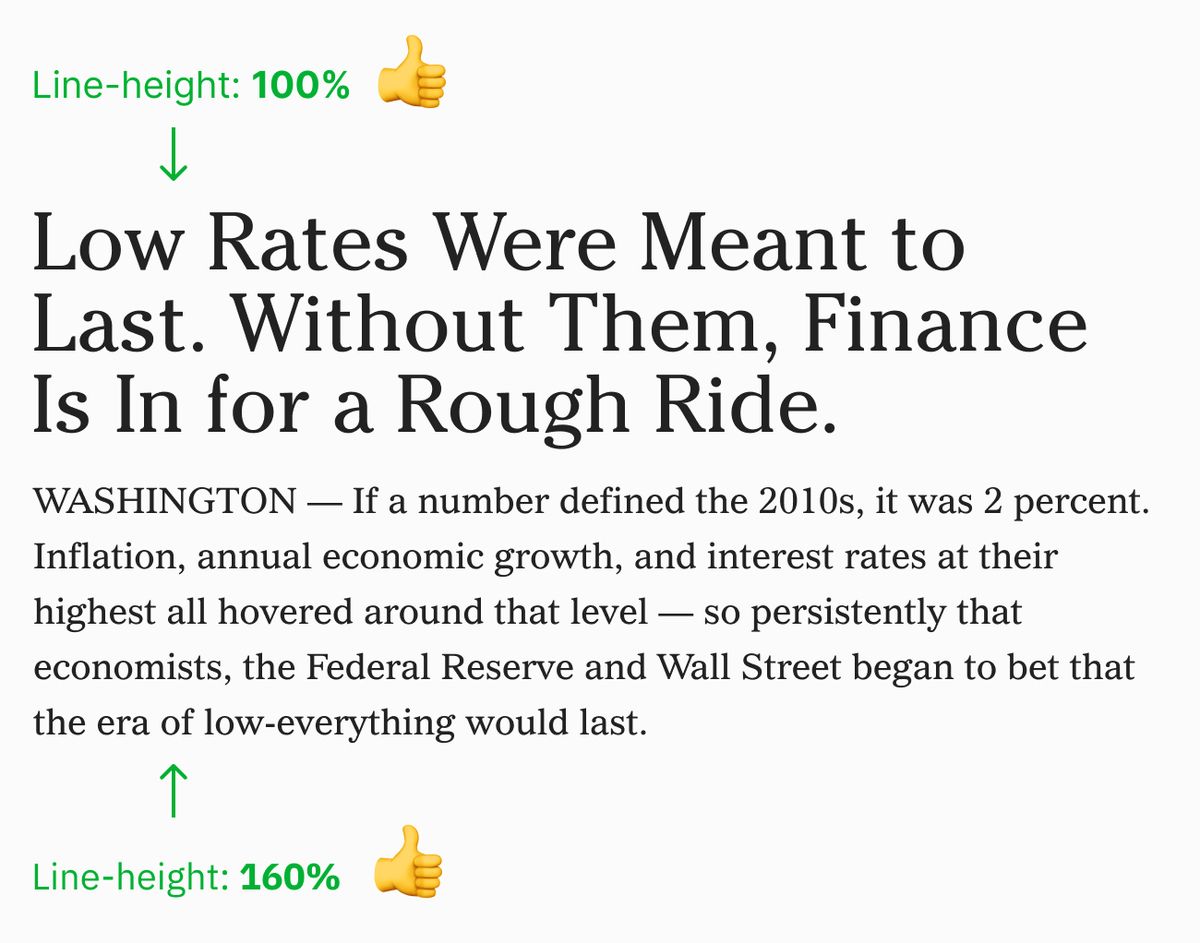 Line-height: 100% 👍
↓
Low Rates Were Meant to
Last. Without Them, Finance
Is In for a Rough Ride.
WASHINGTON — If a number defined the 2010s, it was 2 percent.
Inflation, annual economic growth, and interest rates at their
highest all hovered around that level — so persistently that
economists, the Federal Reserve and Wall Street began to bet that
the era of low-everything would last.
↑
Line-height: 160% 👍